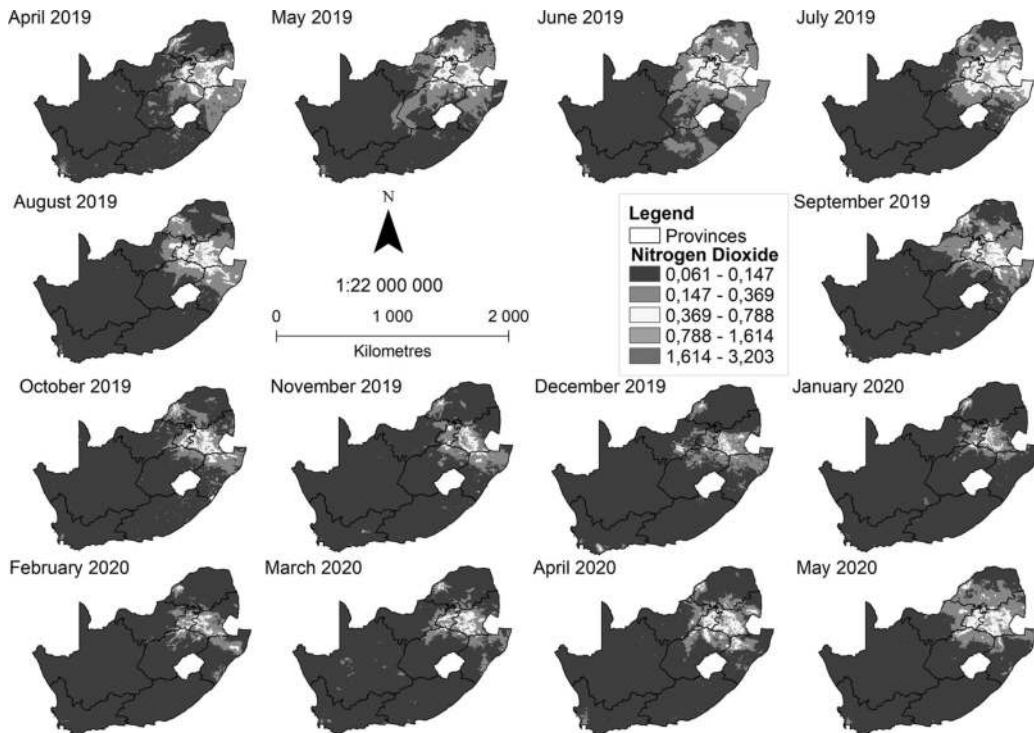 April 2019
May 2019
June 2019
July 2019
August 2019
N
1:22 000 000
0 1 000 2 000
Kilometres
Legend
Provinces
Nitrogen Dioxide
0,061 - 0,147
0,147 - 0,369
0,369 - 0,788
0,788 - 1,614
1,614 - 3,203
September 2019
October 2019
November 2019
December 2019
January 2020
February 2020
March 2020
April 2020
May 2020